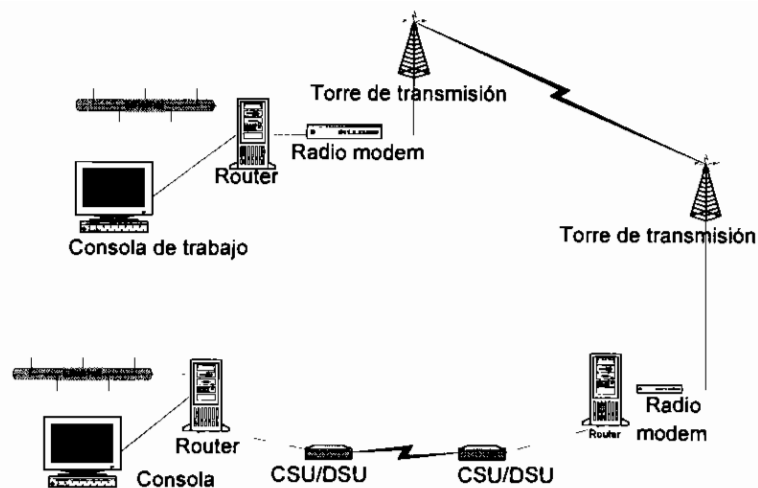 Torre de transmisión
Radio modem
Router
Consola de trabajo
Torre de transmisión
Router
Consola
CSU/DSU
CSU/DSU
Router
Radio
modem